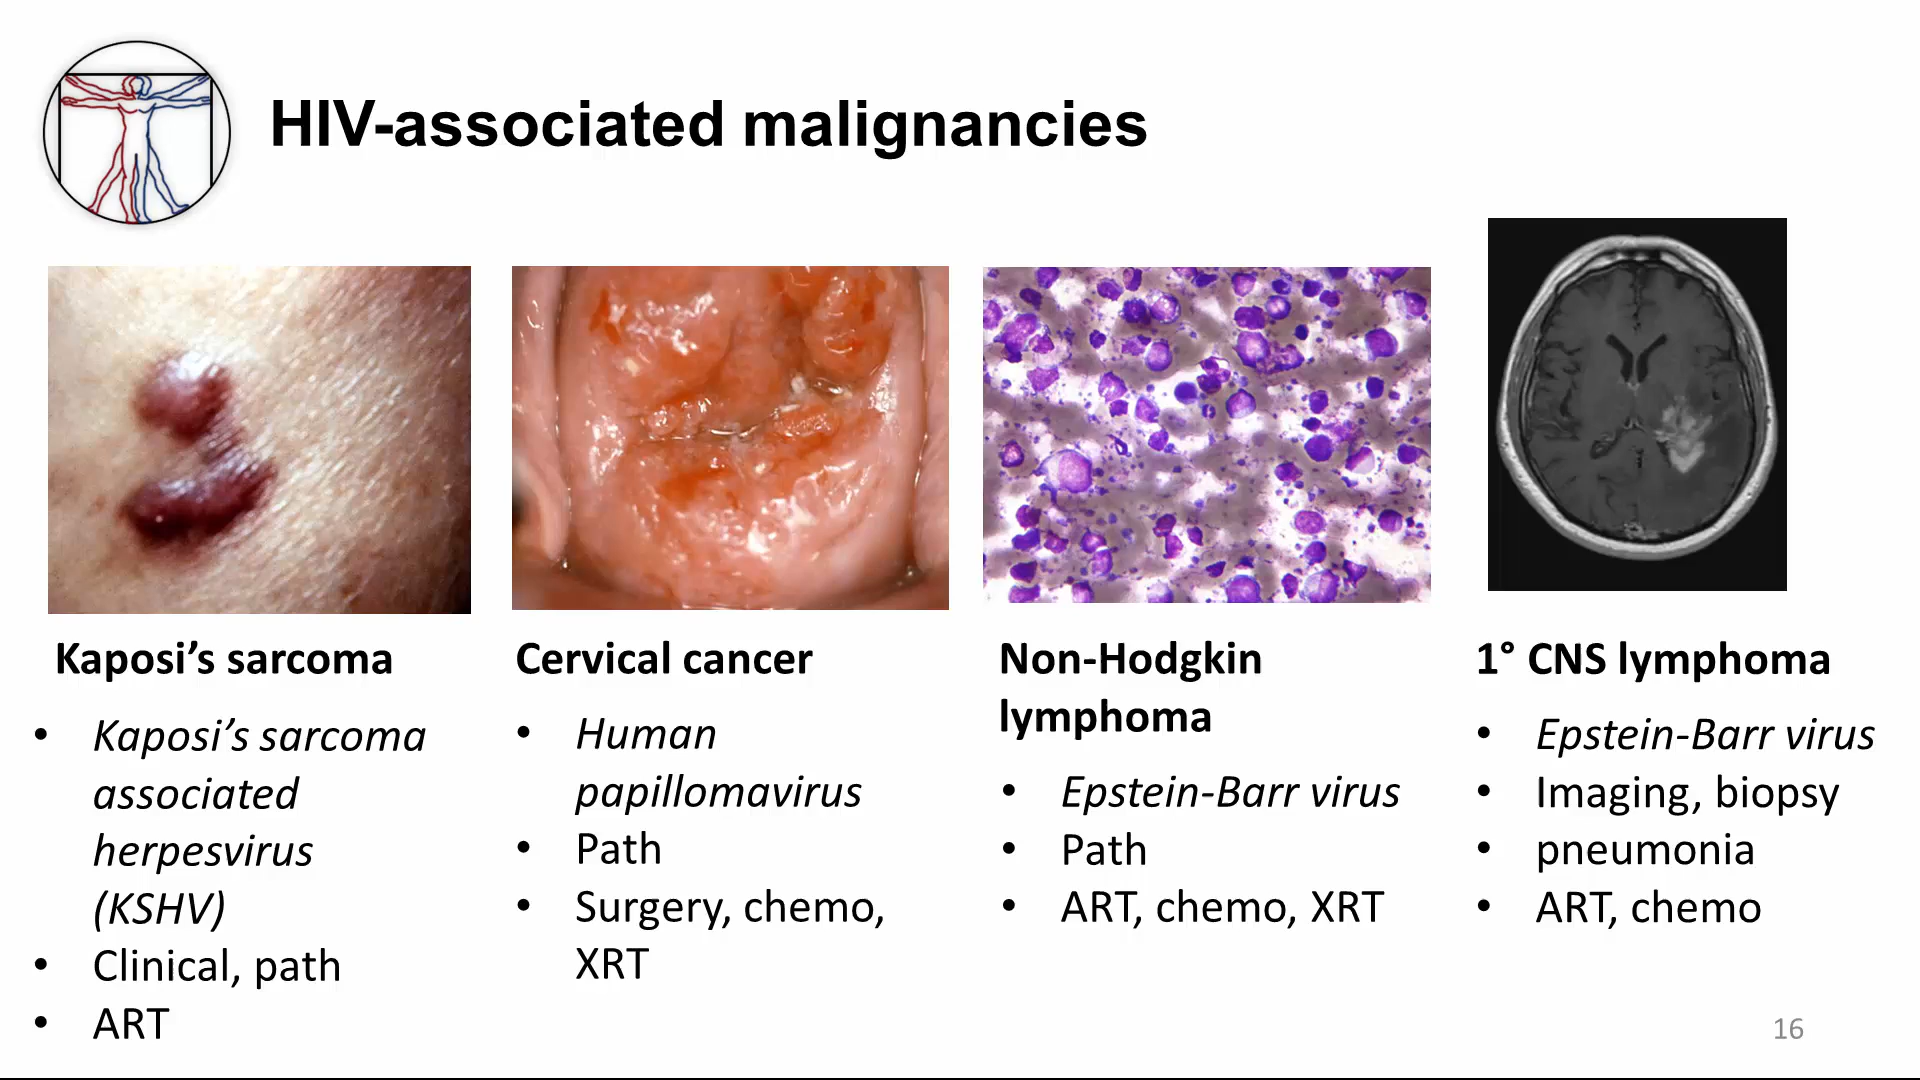 HIV-associated malignancies
Kaposi’s sarcoma
• Kaposi’s sarcoma
associated
herpesvirus
(KSHV)
• Clinical, path
• ART
Cervical cancer
• Human
papillomavirus
• Path
• Surgery, chemo,
XRT
Non-Hodgkin
lymphoma
• Epstein-Barr virus
• Path
• ART, chemo, XRT
1° CNS lymphoma
• Epstein-Barr virus
• Imaging, biopsy
• pneumonia
• ART, chemo
16